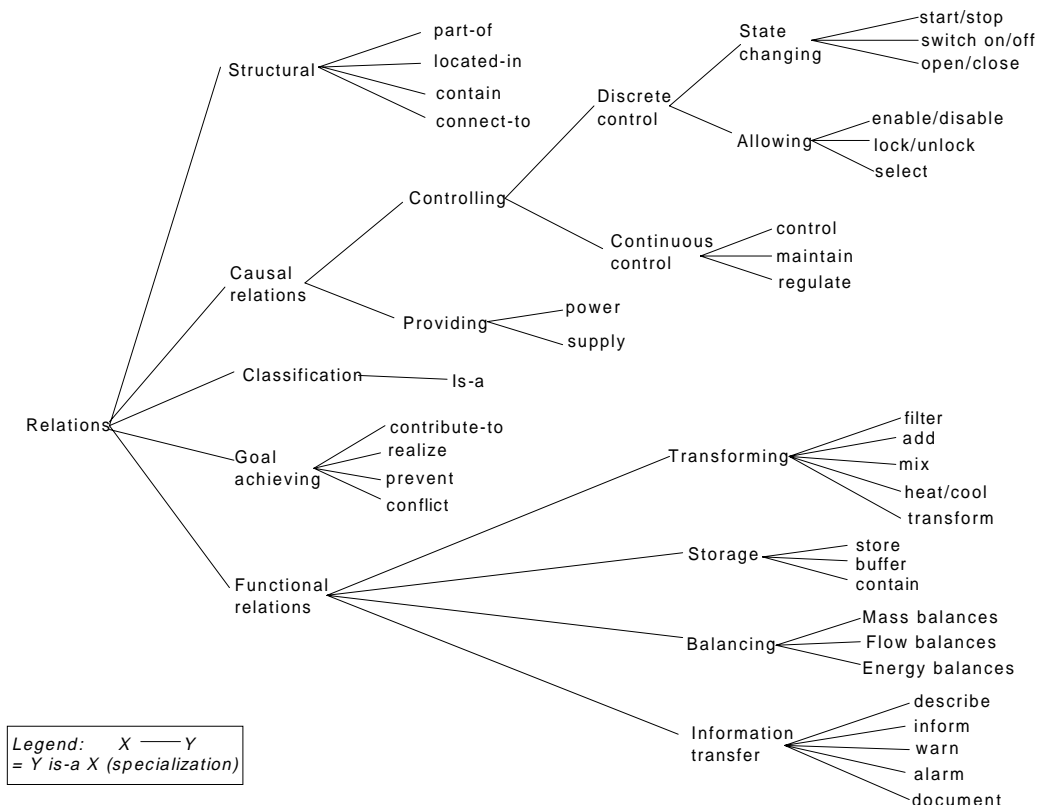 Relations
Structural
part-of
located-in
contain
connect-to
Causal
relations
Controlling
Discrete
control
State
changing
start/stop
switch on/off
open/close
Allowing
enable/disable
lock/unlock
select
Continuous
control
control
maintain
regulate
Providing
power
supply
Classification
Is-a
Goal
achieving
contribute-to
realize
prevent
conflict
Functional
relations
Transforming
filter
add
mix
heat/cool
transform
Storage
store
buffer
contain
Balancing
Mass balances
Flow balances
Energy balances
Information
transfer
describe
inform
warn
alarm
document
Legend: X — Y
= Y is-a X (specialization)